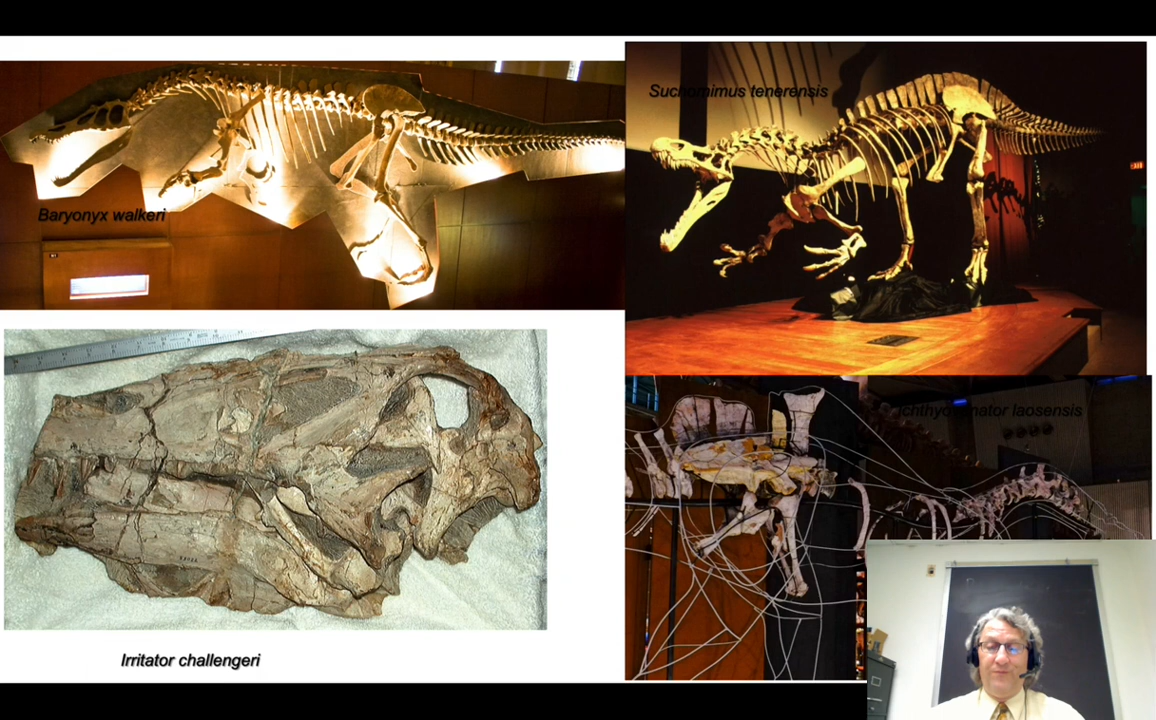 Suchomimus tenerensis
Baryonyx walkeri
Ichthyovenator laosensis
Irritator challengeri